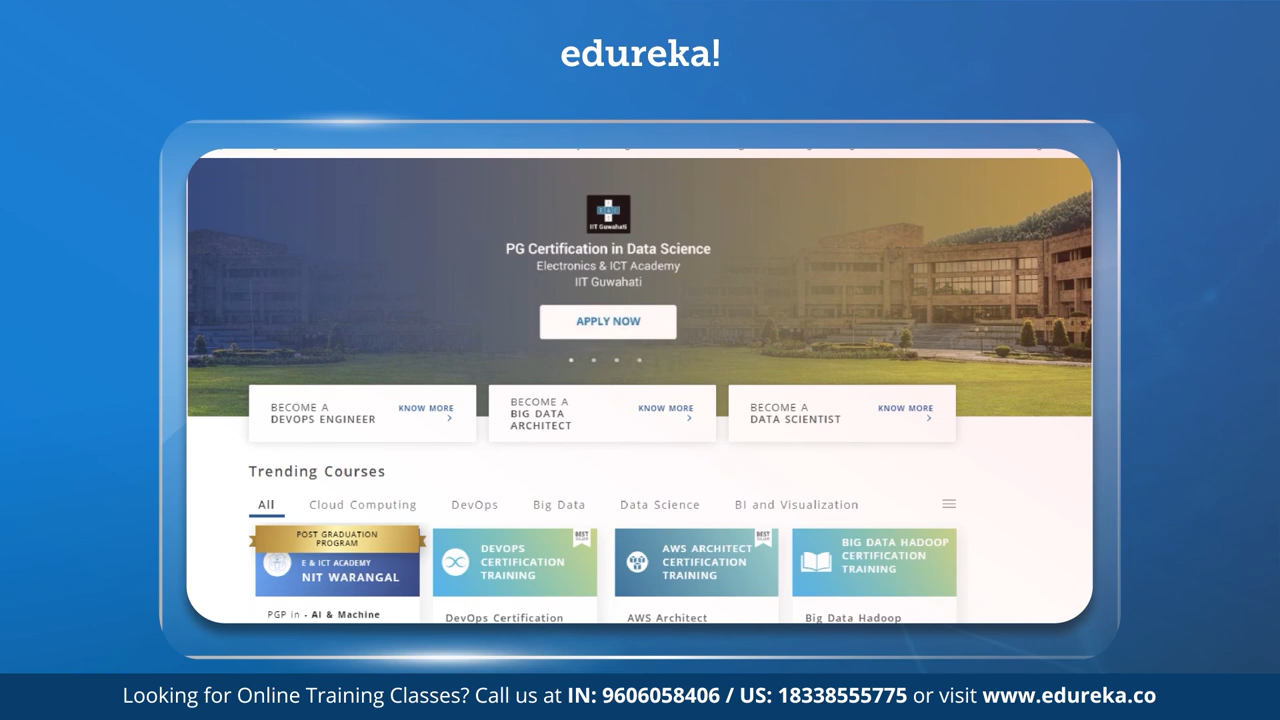 edureka!
IIT Guwahati
PG Certification in Data Science
Electronics & ICT Academy
IIT Guwahati
APPLY NOW
BECOME A
DEVOPS ENGINEER
KNOW MORE
BECOME A
BIG DATA
ARCHITECT
KNOW MORE
BECOME A
DATA SCIENTIST
KNOW MORE
Trending Courses
All Cloud Computing DevOps Big Data Data Science BI and Visualization
POST GRADUATION
PROGRAM
E & ICT ACADEMY
NIT WARANGAL
PGP in - AI & Machine
BEST
DEVOPS
CERTIFICATION
TRAINING
DevOps Certification
BEST
AWS ARCHITECT
CERTIFICATION
TRAINING
AWS Architect
BIG DATA HADOOP
CERTIFICATION
TRAINING
Big Data Hadoop
Looking for Online Training Classes? Call us at IN: 9606058406 / US: 18338555775 or visit www.edureka.co